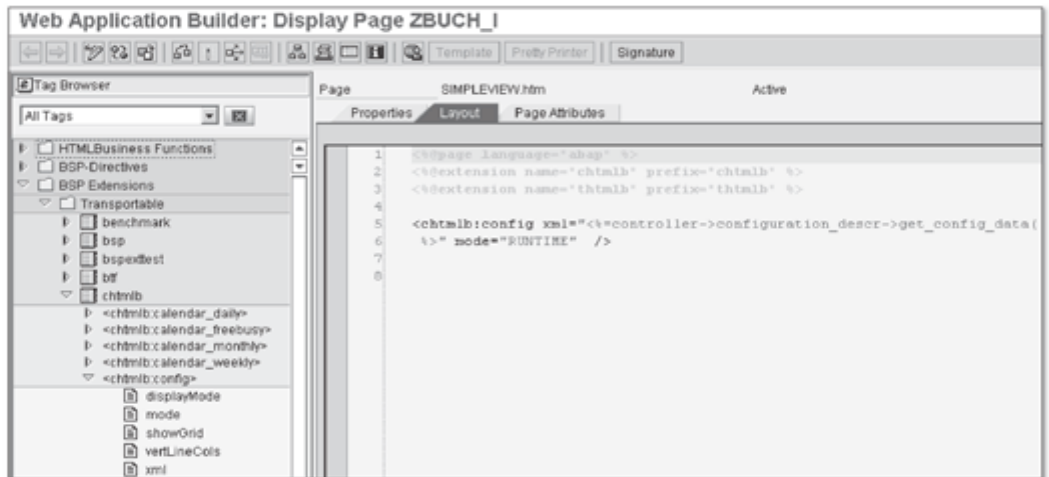 Web Application Builder: Display Page ZBUCH_I
Template Pretty Printer Signature
Tag Browser
All Tags
HTMLBusiness Functions
BSP-Directives
BSP Extensions
Transportable
benchmark
bsp
bspexttest
btf
chtmlb
<chtmlb:calendar_daily>
<chtmlb:calendar_freebusy>
<chtmlb:calendar_monthly>
<chtmlb:calendar_weekly>
<chtmlb:config>
displayMode
mode
showGrid
vertLineCols
xml
Page SIMPLEVIEW.htm Active
Properties Layout Page Attributes
1 <%@page language="abap" %>
2 <%@extension name="chtmlb" prefix="chtmlb" %>
3 <%@extension name="thtmlb" prefix="thtmlb" %>
4
5 <chtmlb:config xml="<%=controller->configuration_descr->get_config_data(
6 %>" mode="RUNTIME" />
7
8